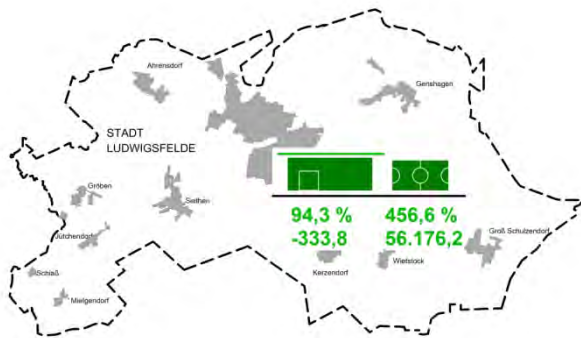 Ahrensdorf
Genshagen
STADT
LUDWIGSFELDE
Gröben
Siethen
94,3 % 456,6 %
-333,8 56.176,2
Jütchendorf
Groß Schulzendorf
Kerzendorf
Wietstock
Schiaß
Mietgendorf